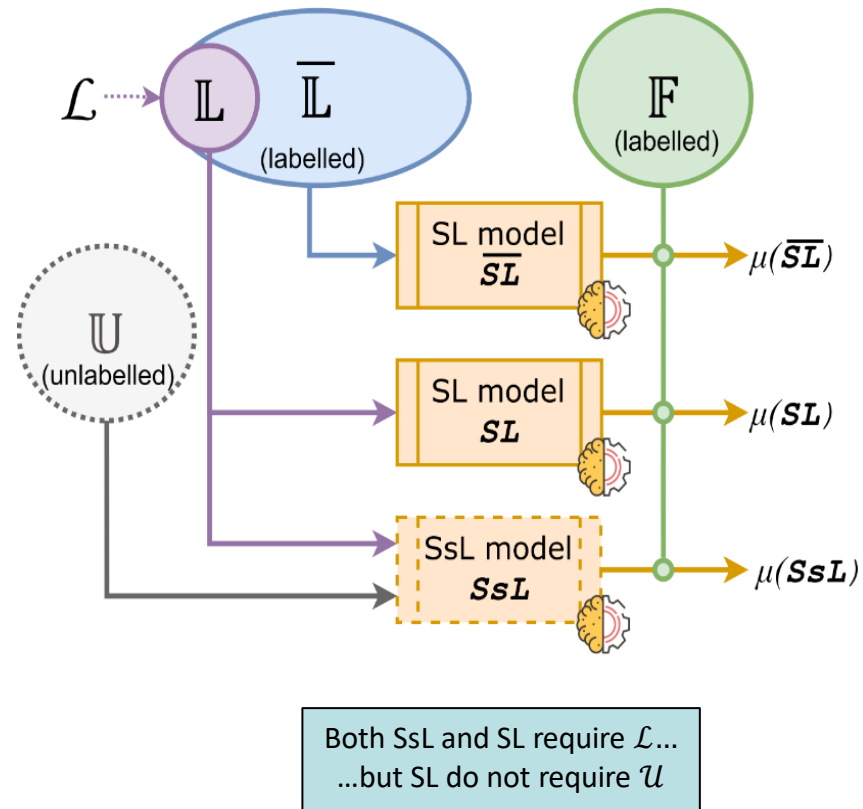 ℒ
𝕃
𝕃̅
(labelled)
𝔽
(labelled)
SL model
S̅L̅
μ(S̅L̅)
𝕌
(unlabelled)
SL model
SL
μ(SL)
SsL model
SsL
μ(SsL)
Both SsL and SL require ℒ...
...but SL do not require 𝒰